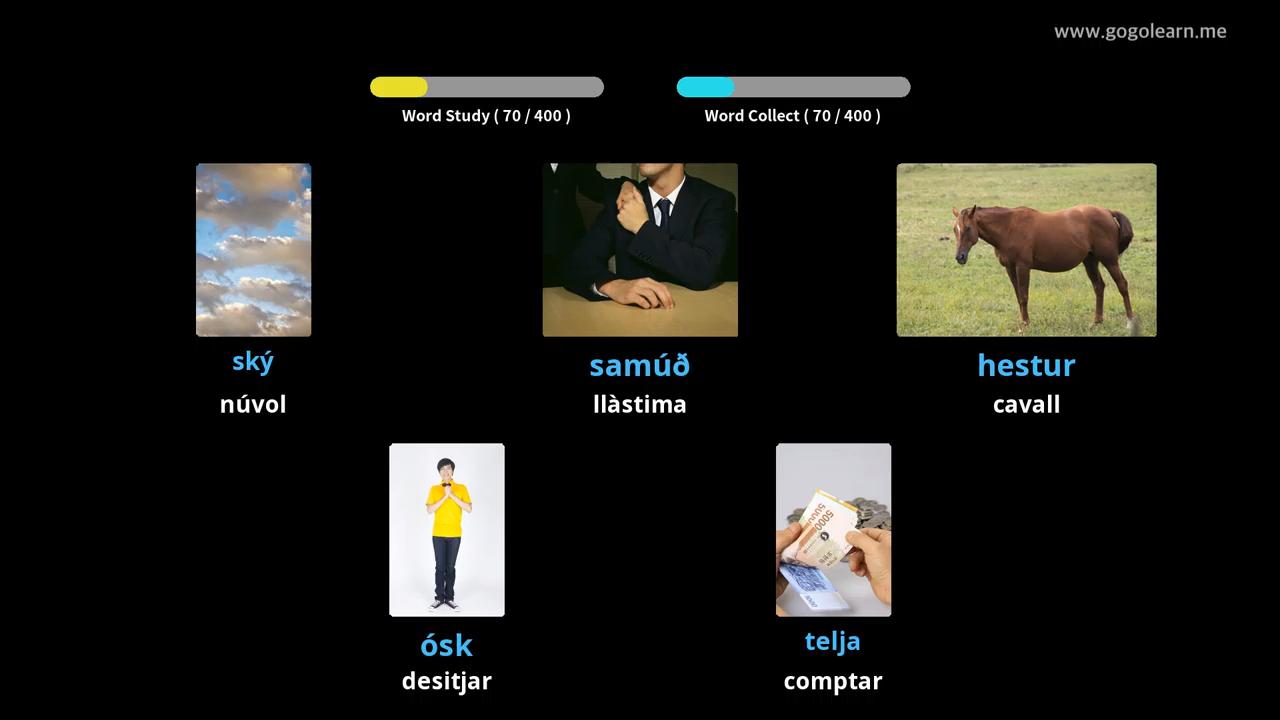 www.gogolearn.me
Word Study ( 70 / 400 )
Word Collect ( 70 / 400 )
ský
samúð
hestur
núvol
llàstima
cavall
5000
ósk
telja
desitjar
comptar